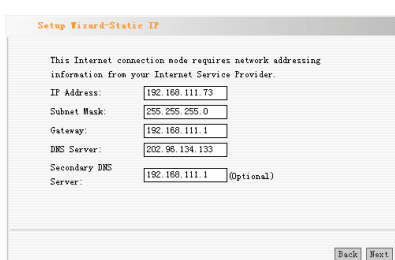 Setup Wizard-Static IP
This Internet connection mode requires network addressing
information from your Internet Service Provider.
IP Address: 192.168.111.73
Subnet Mask: 255.255.255.0
Gateway: 192.168.111.1
DNS Server: 202.96.134.133
Secondary DNS
Server: 192.168.111.1 (Optional)
Back Next